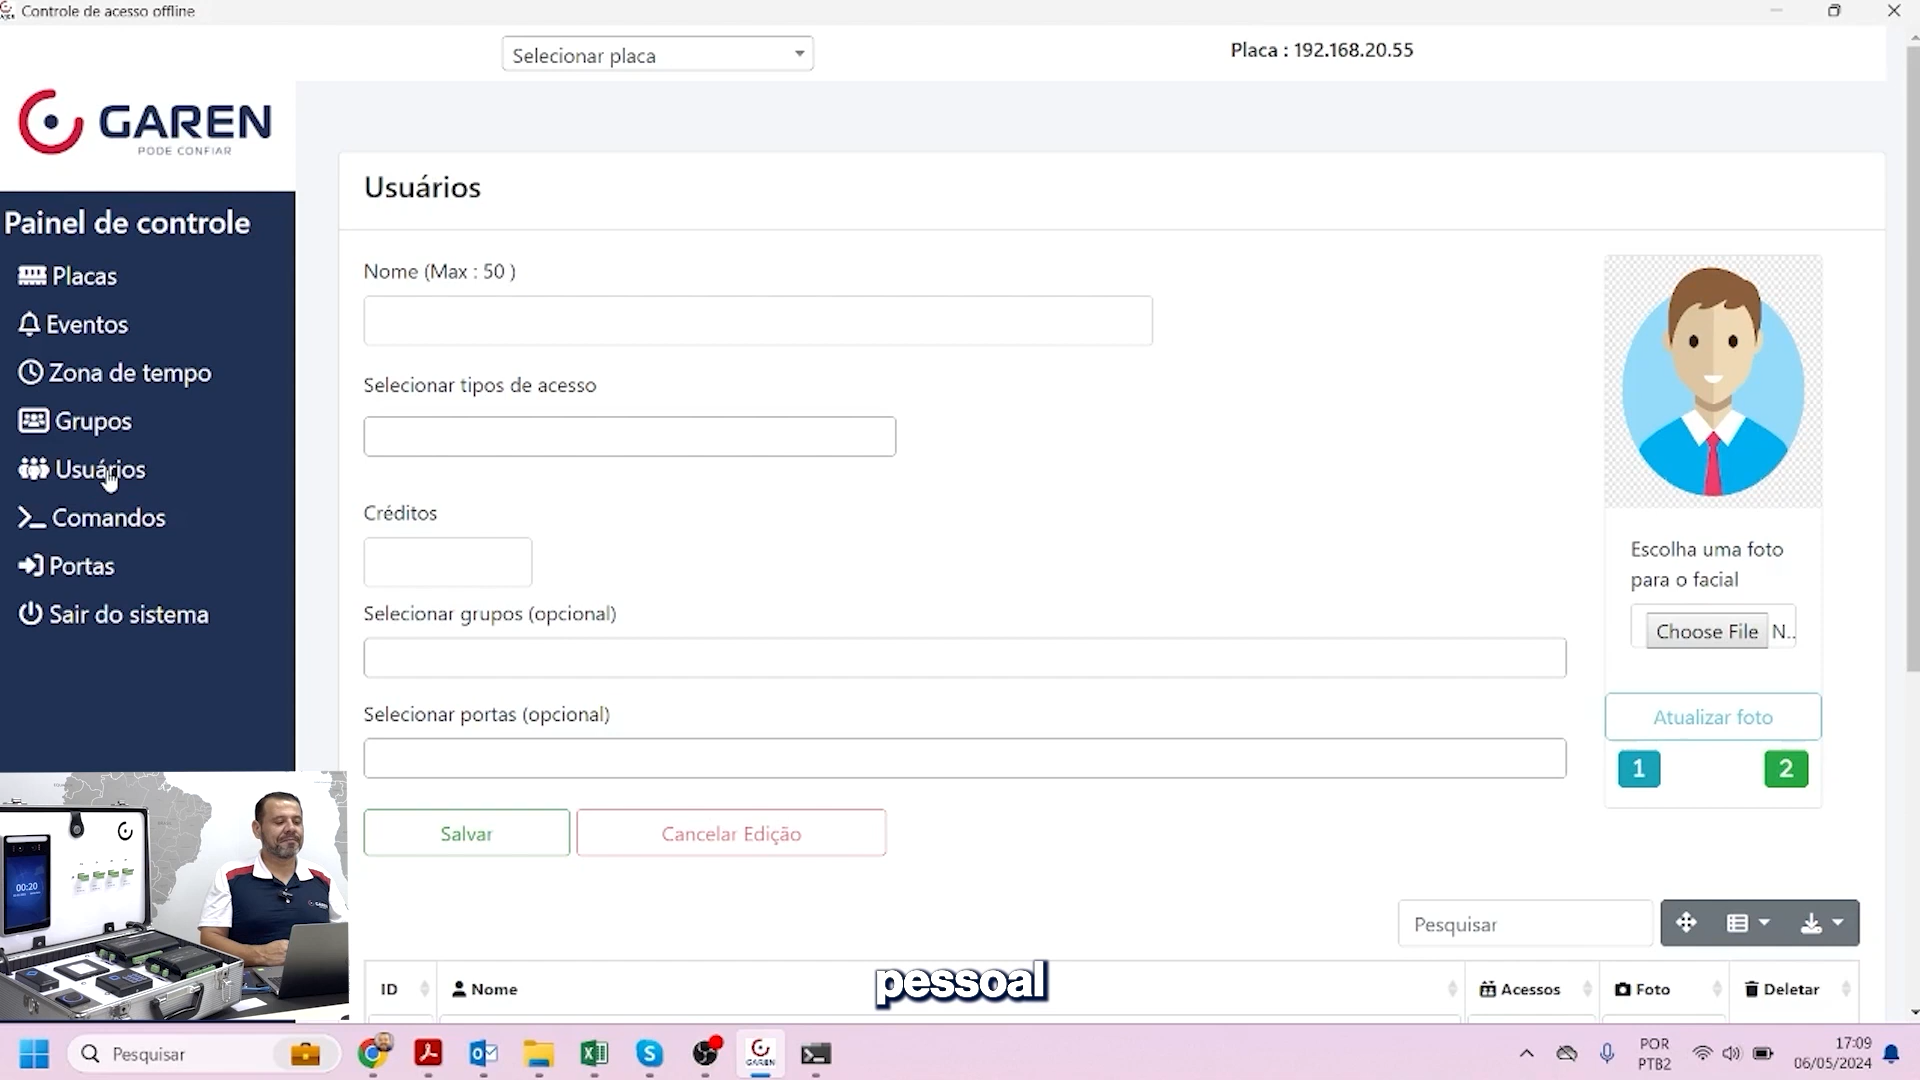 Controle de acesso offline
Selecionar placa
Placa : 192.168.20.55
GAREN
PODE CONFIAR
Painel de controle
Placas
Eventos
Zona de tempo
Grupos
Usuários
Comandos
Portas
Sair do sistema
Usuários
Nome (Max : 50 )
Selecionar tipos de acesso
Créditos
Selecionar grupos (opcional)
Selecionar portas (opcional)
Salvar
Cancelar Edição
Escolha uma foto
para o facial
Choose File N..
Atualizar foto
1
2
Pesquisar
ID
Nome
Acessos
Foto
Deletar
00:20
pessoal
Pesquisar
GAREN
POR
PTB2
17:09
06/05/2024